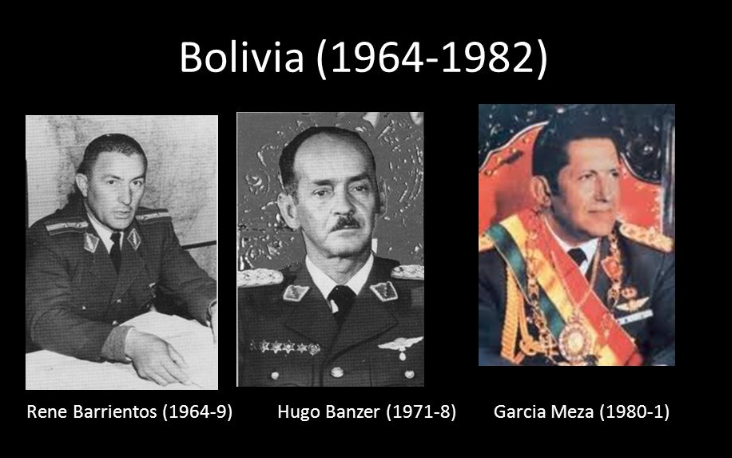 Bolivia (1964-1982)
Rene Barrientos (1964-9)
Hugo Banzer (1971-8)
Garcia Meza (1980-1)